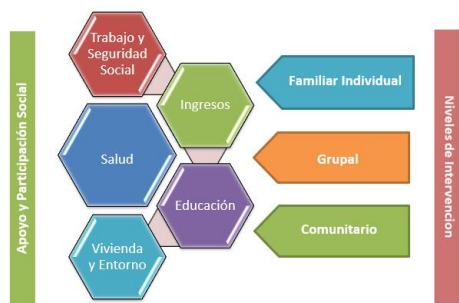 Apoyo y Participación Social
Trabajo y
Seguridad
Social
Ingresos
Salud
Educación
Vivienda
y Entorno
Familiar Individual
Grupal
Comunitario
Niveles de Intervencion